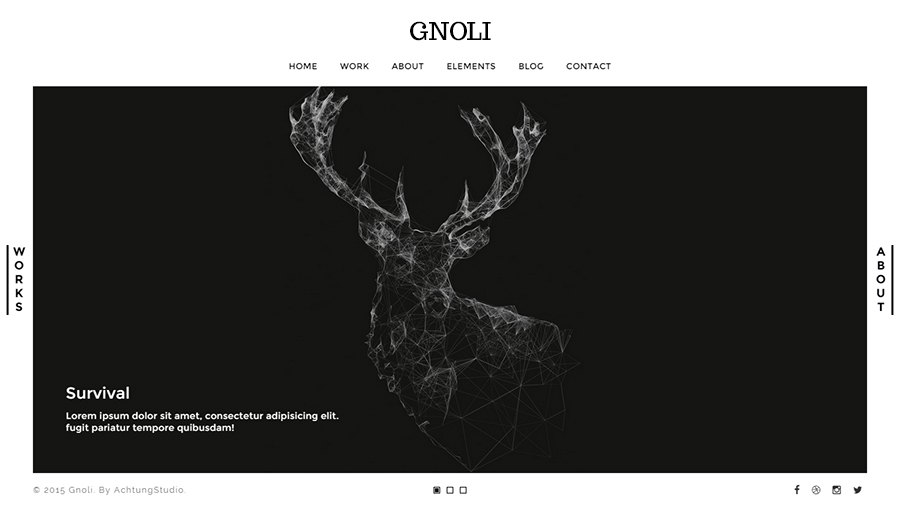 GNOLI
HOME WORK ABOUT ELEMENTS BLOG CONTACT
WORKS
ABOUT
Survival
Lorem ipsum dolor sit amet, consectetur adipisicing elit.
fugit pariatur tempore quibusdam!
© 2015 Gnoli. By AchtungStudio.